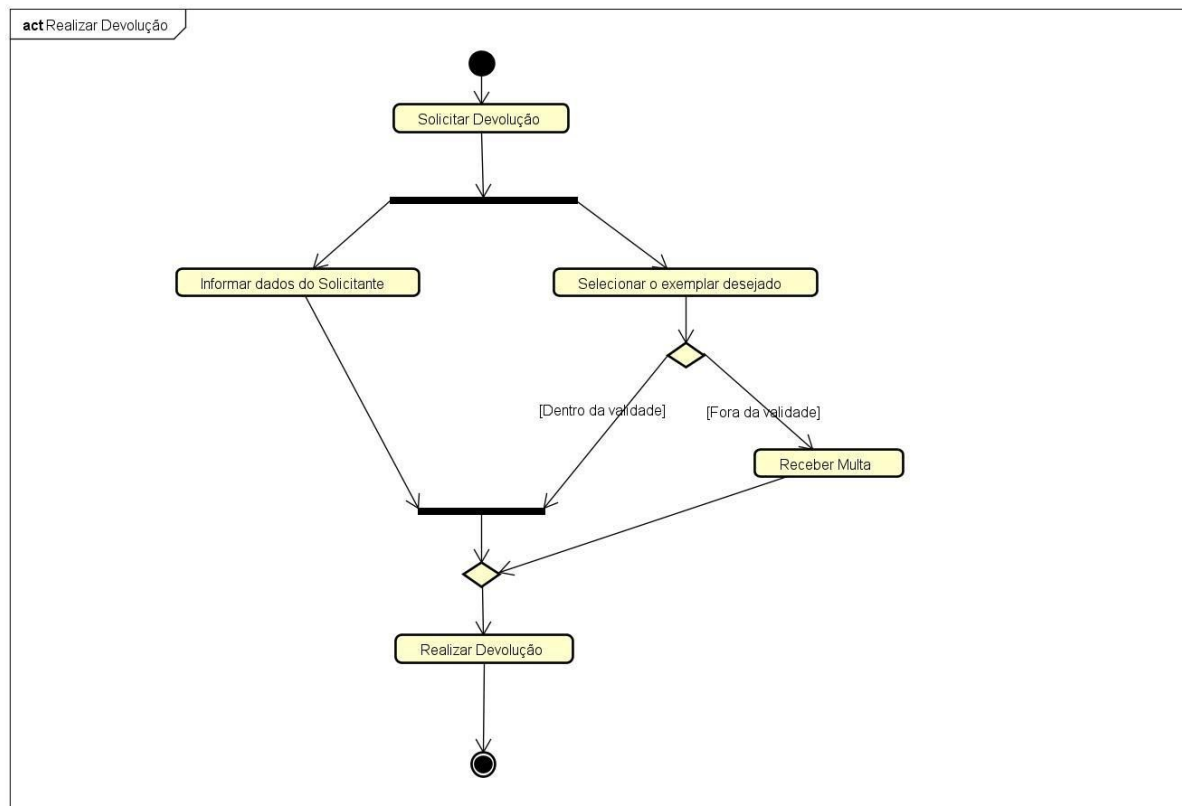 act Realizar Devolução
Solicitar Devolução
Informar dados do Solicitante
Selecionar o exemplar desejado
[Dentro da validade]
[Fora da validade]
Receber Multa
Realizar Devolução